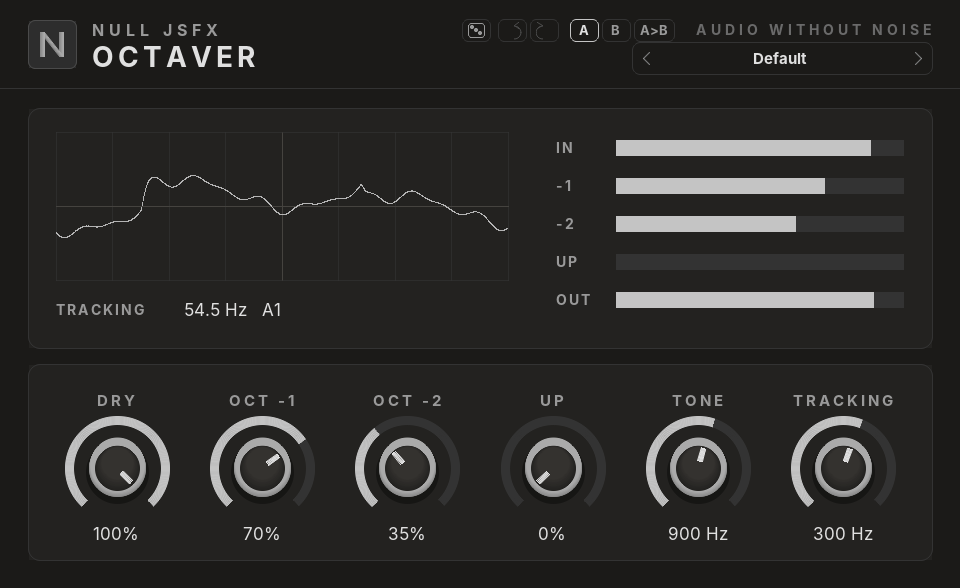 N
NULL JSFX
OCTAVER
A B A>B
AUDIO WITHOUT NOISE
Default
IN
-1
-2
UP
OUT
TRACKING 54.5 Hz A1
DRY OCT -1 OCT -2 UP TONE TRACKING
100% 70% 35% 0% 900 Hz 300 Hz